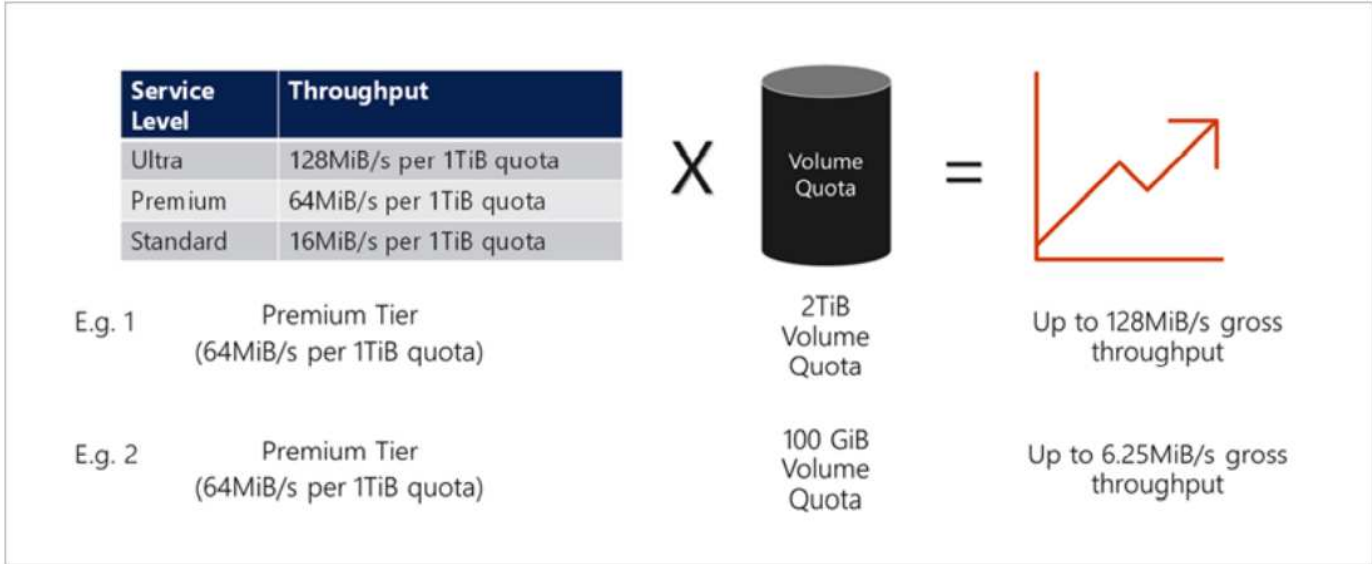 Service Level	Throughput
Ultra	128MiB/s per 1TiB quota
Premium	64MiB/s per 1TiB quota
Standard	16MiB/s per 1TiB quota
X
Volume
Quota
=
E.g. 1
Premium Tier
(64MiB/s per 1TiB quota)
2TiB
Volume
Quota
Up to 128MiB/s gross
throughput
E.g. 2
Premium Tier
(64MiB/s per 1TiB quota)
100 GiB
Volume
Quota
Up to 6.25MiB/s gross
throughput